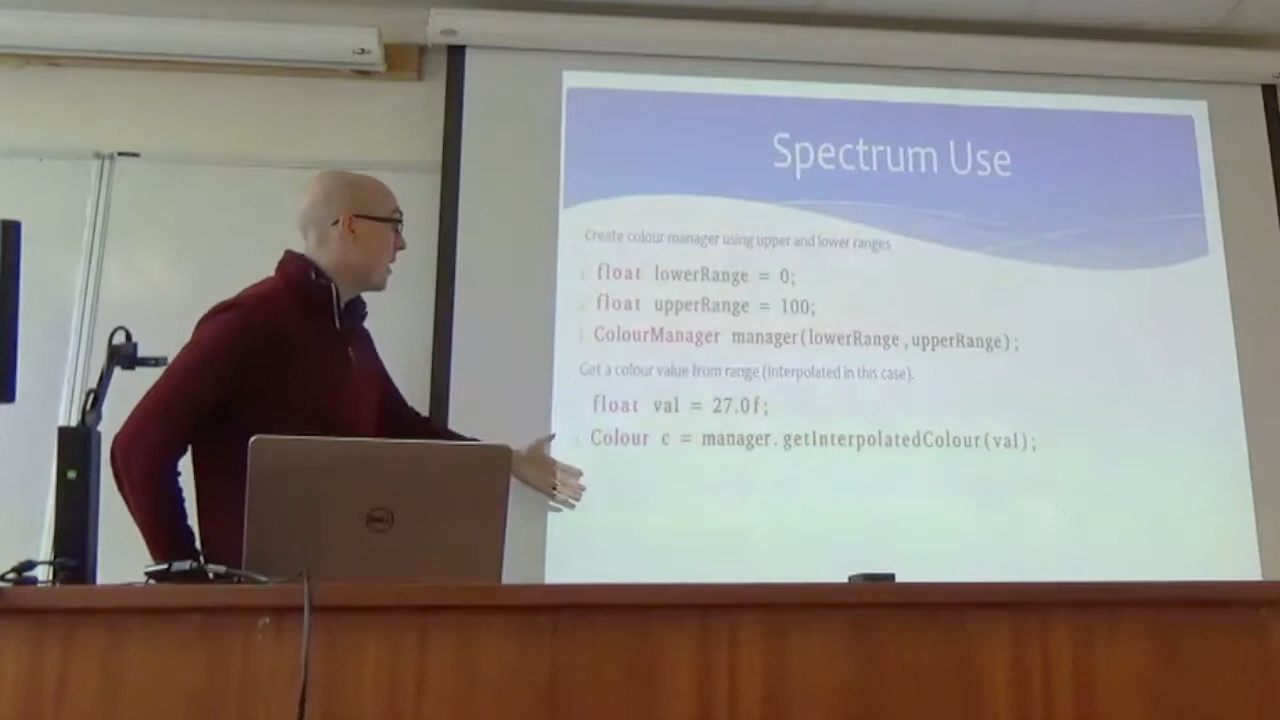 Spectrum Use
Create colour manager using upper and lower ranges
float lowerRange = 0;
float upperRange = 100;
ColourManager manager(lowerRange,upperRange);
Get a colour value from range (Interpolated in this case).
float val = 27.0f;
Colour c = manager.getInterpolatedColour(val);
DELL